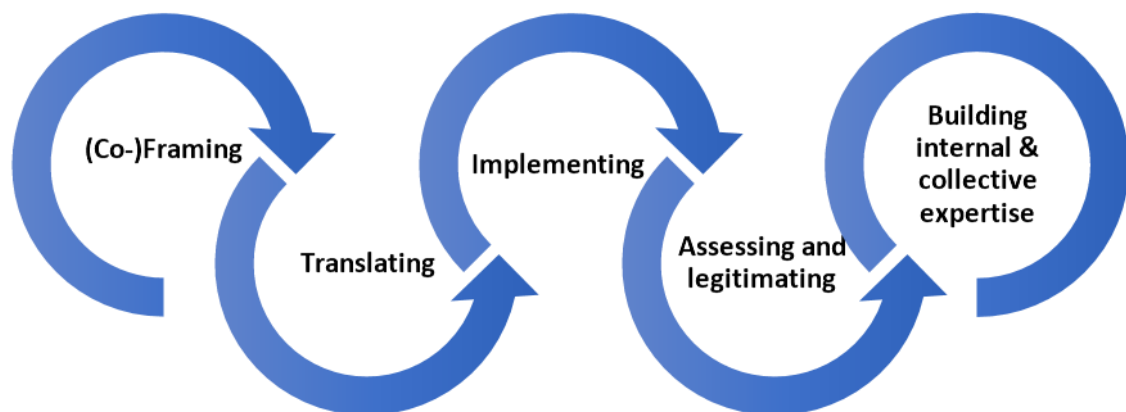 (Co-)Framing
Translating
Implementing
Assessing and
legitimating
Building
internal &
collective
expertise